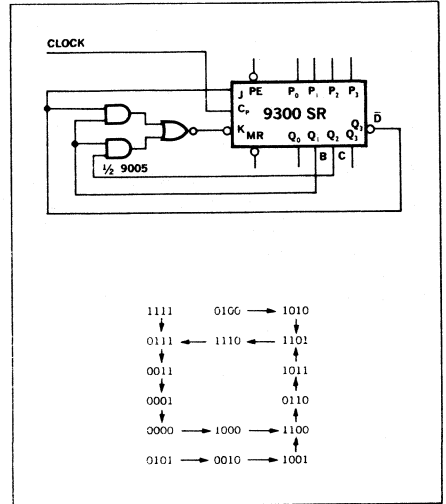 CLOCK
J PE P₀ P₁ P₂ P₃
Cₚ 9300 SR Q̅₃ D̅
K MR Q₀ Q₁ Q₂ Q₃
B C
½ 9005
1111 0100 → 1010
0111 ← 1110 ← 1101
0011 1011
0001 0110
0000 → 1000 → 1100
0101 → 0010 → 1001